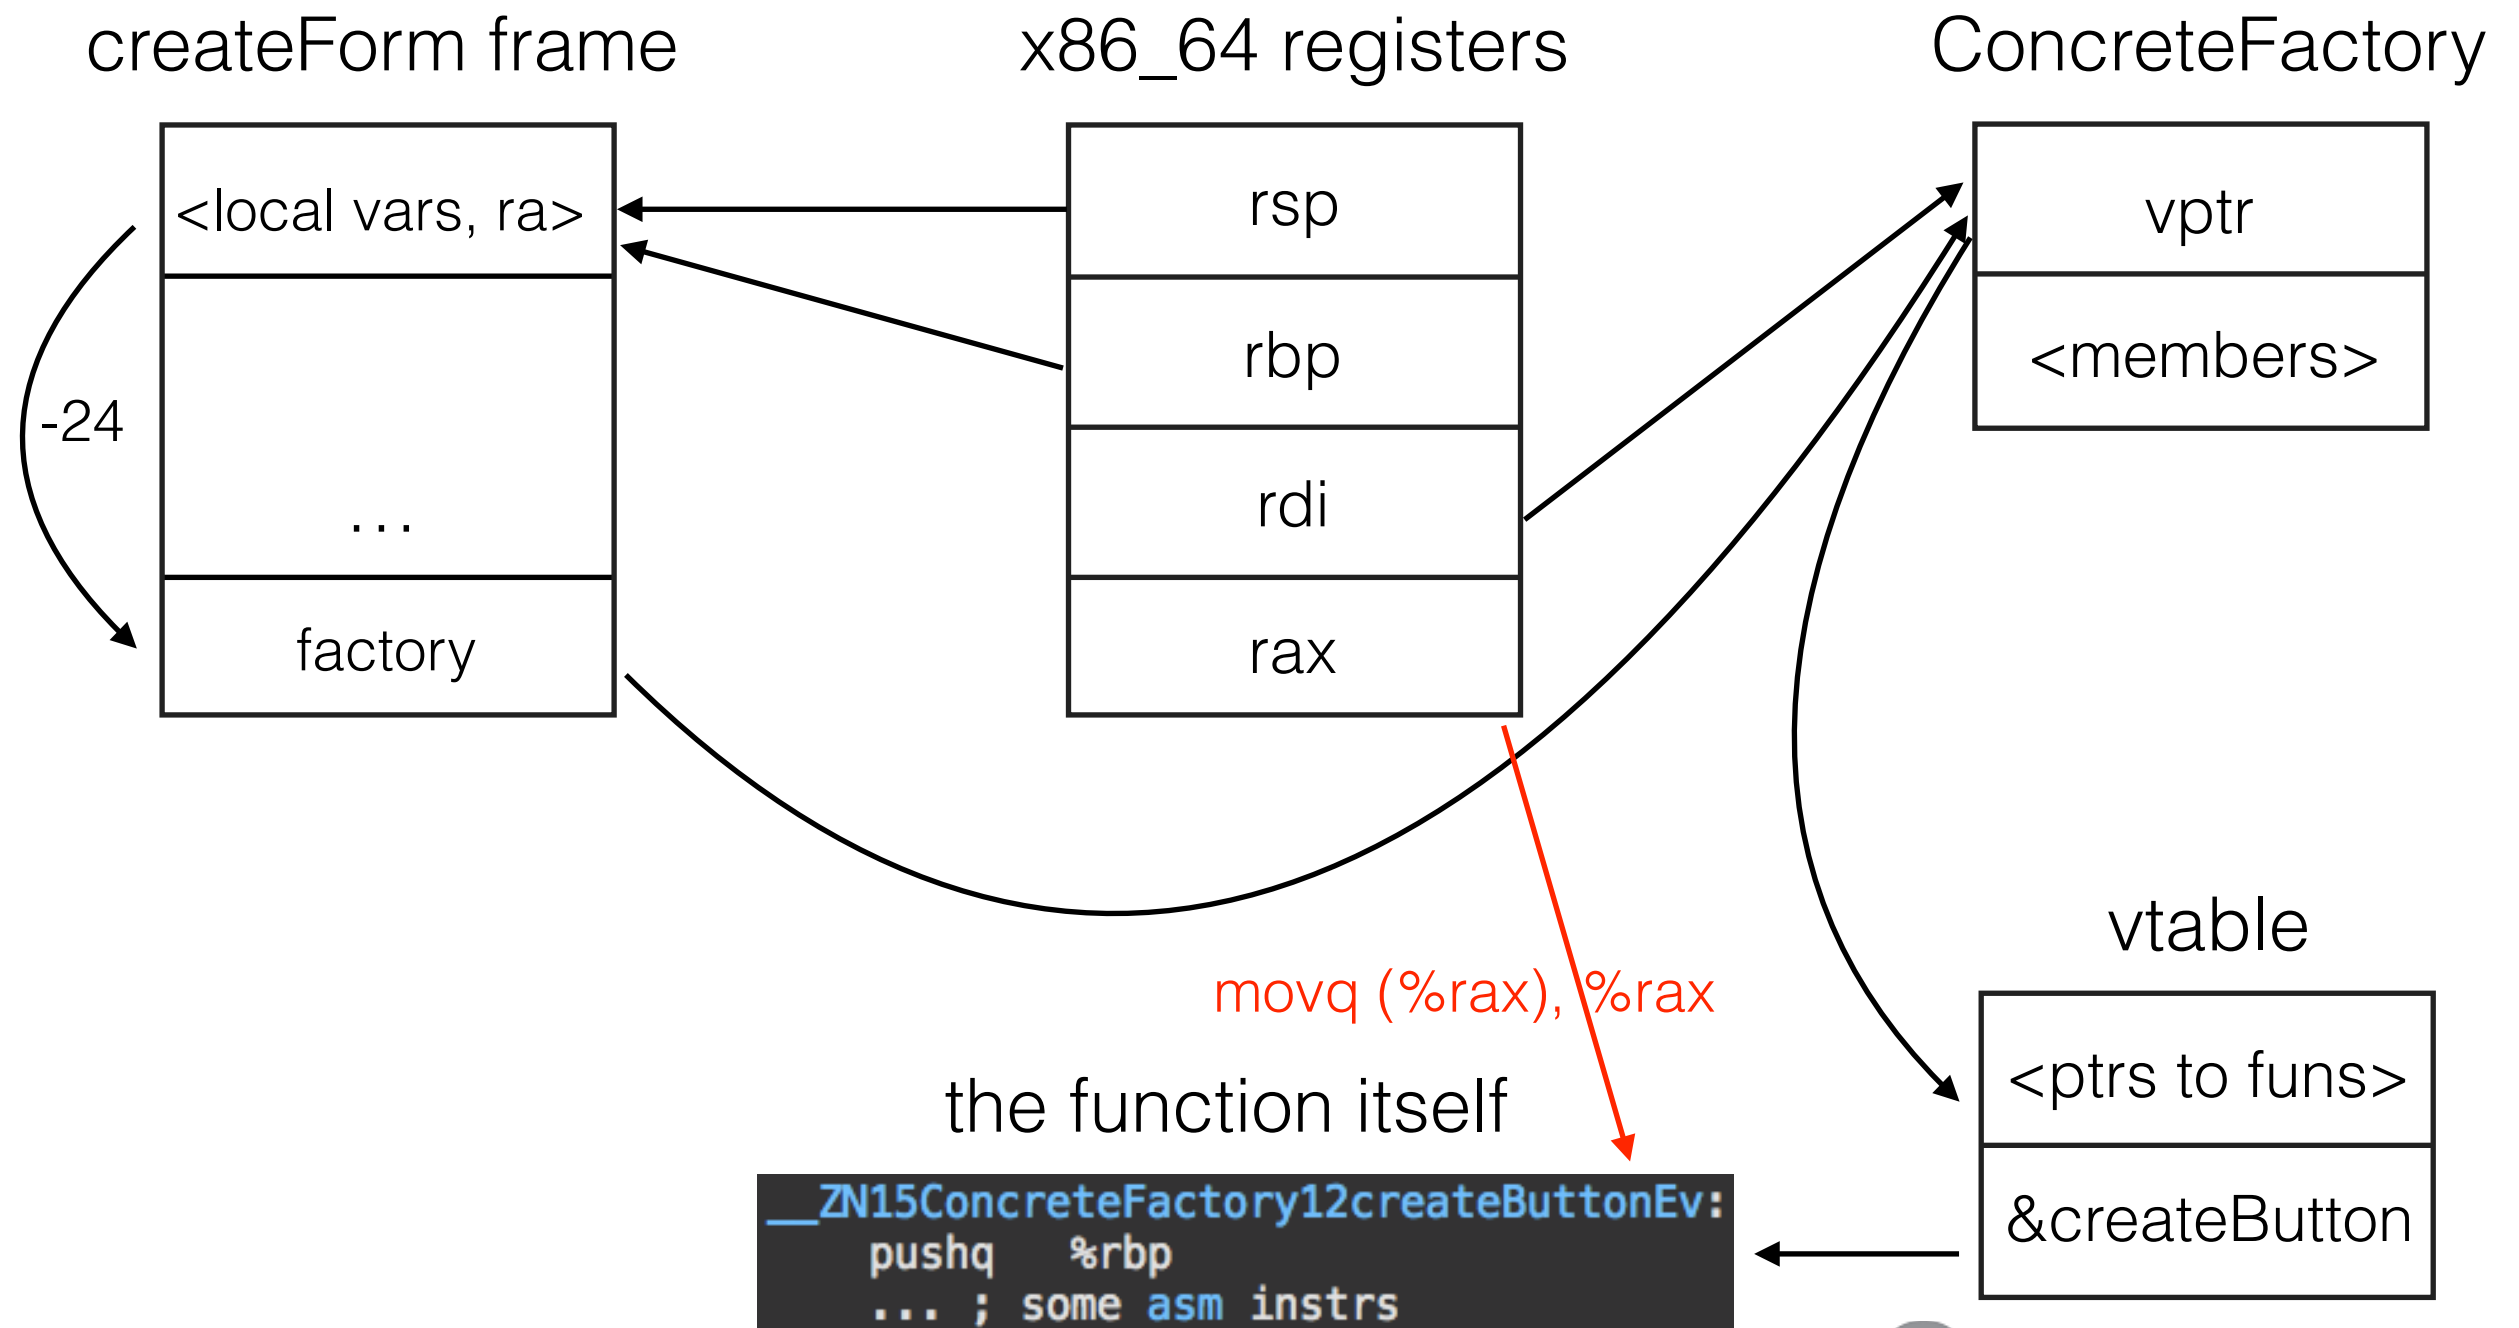 createForm frame
x86_64 registers
ConcreteFactory
<local vars, ra>
-24
...
factory
rsp
rbp
rdi
rax
vptr
<members>
movq (%rax), %rax
vtable
<ptrs to funs>
&createButton
the function itself
__ZN15ConcreteFactory12createButtonEv:
pushq %rbp
... ; some asm instrs